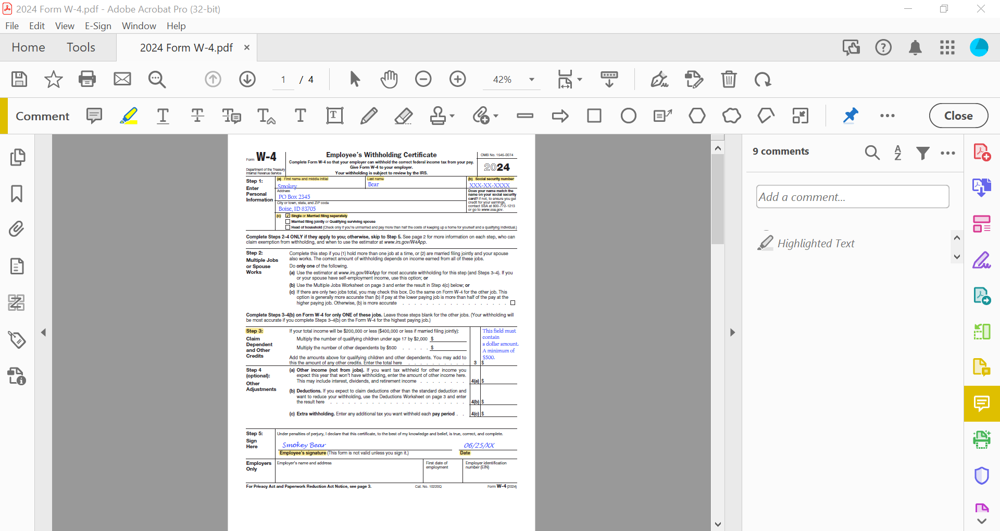 2024 Form W-4.pdf - Adobe Acrobat Pro (32-bit)
File Edit View E-Sign Window Help
Home Tools 2024 Form W-4.pdf ×
1 / 4 42%
Comment Close
9 comments
Add a comment...
Highlighted Text
Form W-4
Department of the Treasury
Internal Revenue Service
Employee's Withholding Certificate
Complete Form W-4 so that your employer can withhold the correct federal income tax from your pay.
Give Form W-4 to your employer.
Your withholding is subject to review by the IRS.
OMB No. 1545-0074
2024
Step 1:
Enter
Personal
Information
(a) First name and middle initial
Smokey
Last name
Bear
(b) Social security number
XXX-XX-XXXX
Address
PO Box 2345
City or town, state, and ZIP code
Boise, ID 83705
Does your name match the
name on your social security
card? If not, to ensure you get
credit for your earnings,
contact SSA at 800-772-1213
or go to www.ssa.gov.
(c) Single or Married filing separately
Married filing jointly or Qualifying surviving spouse
Head of household (Check only if you're unmarried and pay more than half the costs of keeping up a home for yourself and a qualifying individual.)
Complete Steps 2–4 ONLY if they apply to you; otherwise, skip to Step 5. See page 2 for more information on each step, who can
claim exemption from withholding, and when to use the estimator at www.irs.gov/W4App.
Step 2:
Multiple Jobs
or Spouse
Works
Complete this step if you (1) hold more than one job at a time, or (2) are married filing jointly and your spouse
also works. The correct amount of withholding depends on income earned from all of these jobs.
Do only one of the following.
(a) Use the estimator at www.irs.gov/W4App for most accurate withholding for this step (and Steps 3–4). If you
or your spouse have self-employment income, use this option; or
(b) Use the Multiple Jobs Worksheet on page 3 and enter the result in Step 4(c) below; or
(c) If there are only two jobs total, you may check this box. Do the same on Form W-4 for the other job. This
option is generally more accurate than (b) if pay at the lower paying job is more than half of the pay at the
higher paying job. Otherwise, (b) is more accurate . . . . . . . . . . . . . . . . . .
Complete Steps 3–4(b) on Form W-4 for only ONE of these jobs. Leave those steps blank for the other jobs. (Your withholding will
be most accurate if you complete Steps 3–4(b) on the Form W-4 for the highest paying job.)
Step 3:
Claim
Dependent
and Other
Credits
If your total income will be $200,000 or less ($400,000 or less if married filing jointly):
Multiply the number of qualifying children under age 17 by $2,000 $
Multiply the number of other dependents by $500 . . . . . $
Add the amounts above for qualifying children and other dependents. You may add to
this the amount of any other credits. Enter the total here . . . . . . . . . . 3 $
This field must
contain
a dollar amount.
A minimum of
$500.
Step 4
(optional):
Other
Adjustments
(a) Other income (not from jobs). If you want tax withheld for other income you
expect this year that won't have withholding, enter the amount of other income here.
This may include interest, dividends, and retirement income . . . . . . . . 4(a) $
(b) Deductions. If you expect to claim deductions other than the standard deduction and
want to reduce your withholding, use the Deductions Worksheet on page 3 and enter
the result here . . . . . . . . . . . . . . . . . . . . . . . 4(b) $
(c) Extra withholding. Enter any additional tax you want withheld each pay period . . 4(c) $
Step 5:
Sign
Here
Under penalties of perjury, I declare that this certificate, to the best of my knowledge and belief, is true, correct, and complete.
Smokey Bear 06/25/XX
Employee's signature (This form is not valid unless you sign it.) Date
Employers
Only
Employer's name and address
First date of
employment
Employer identification
number (EIN)
For Privacy Act and Paperwork Reduction Act Notice, see page 3. Cat. No. 10220Q Form W-4 (2024)